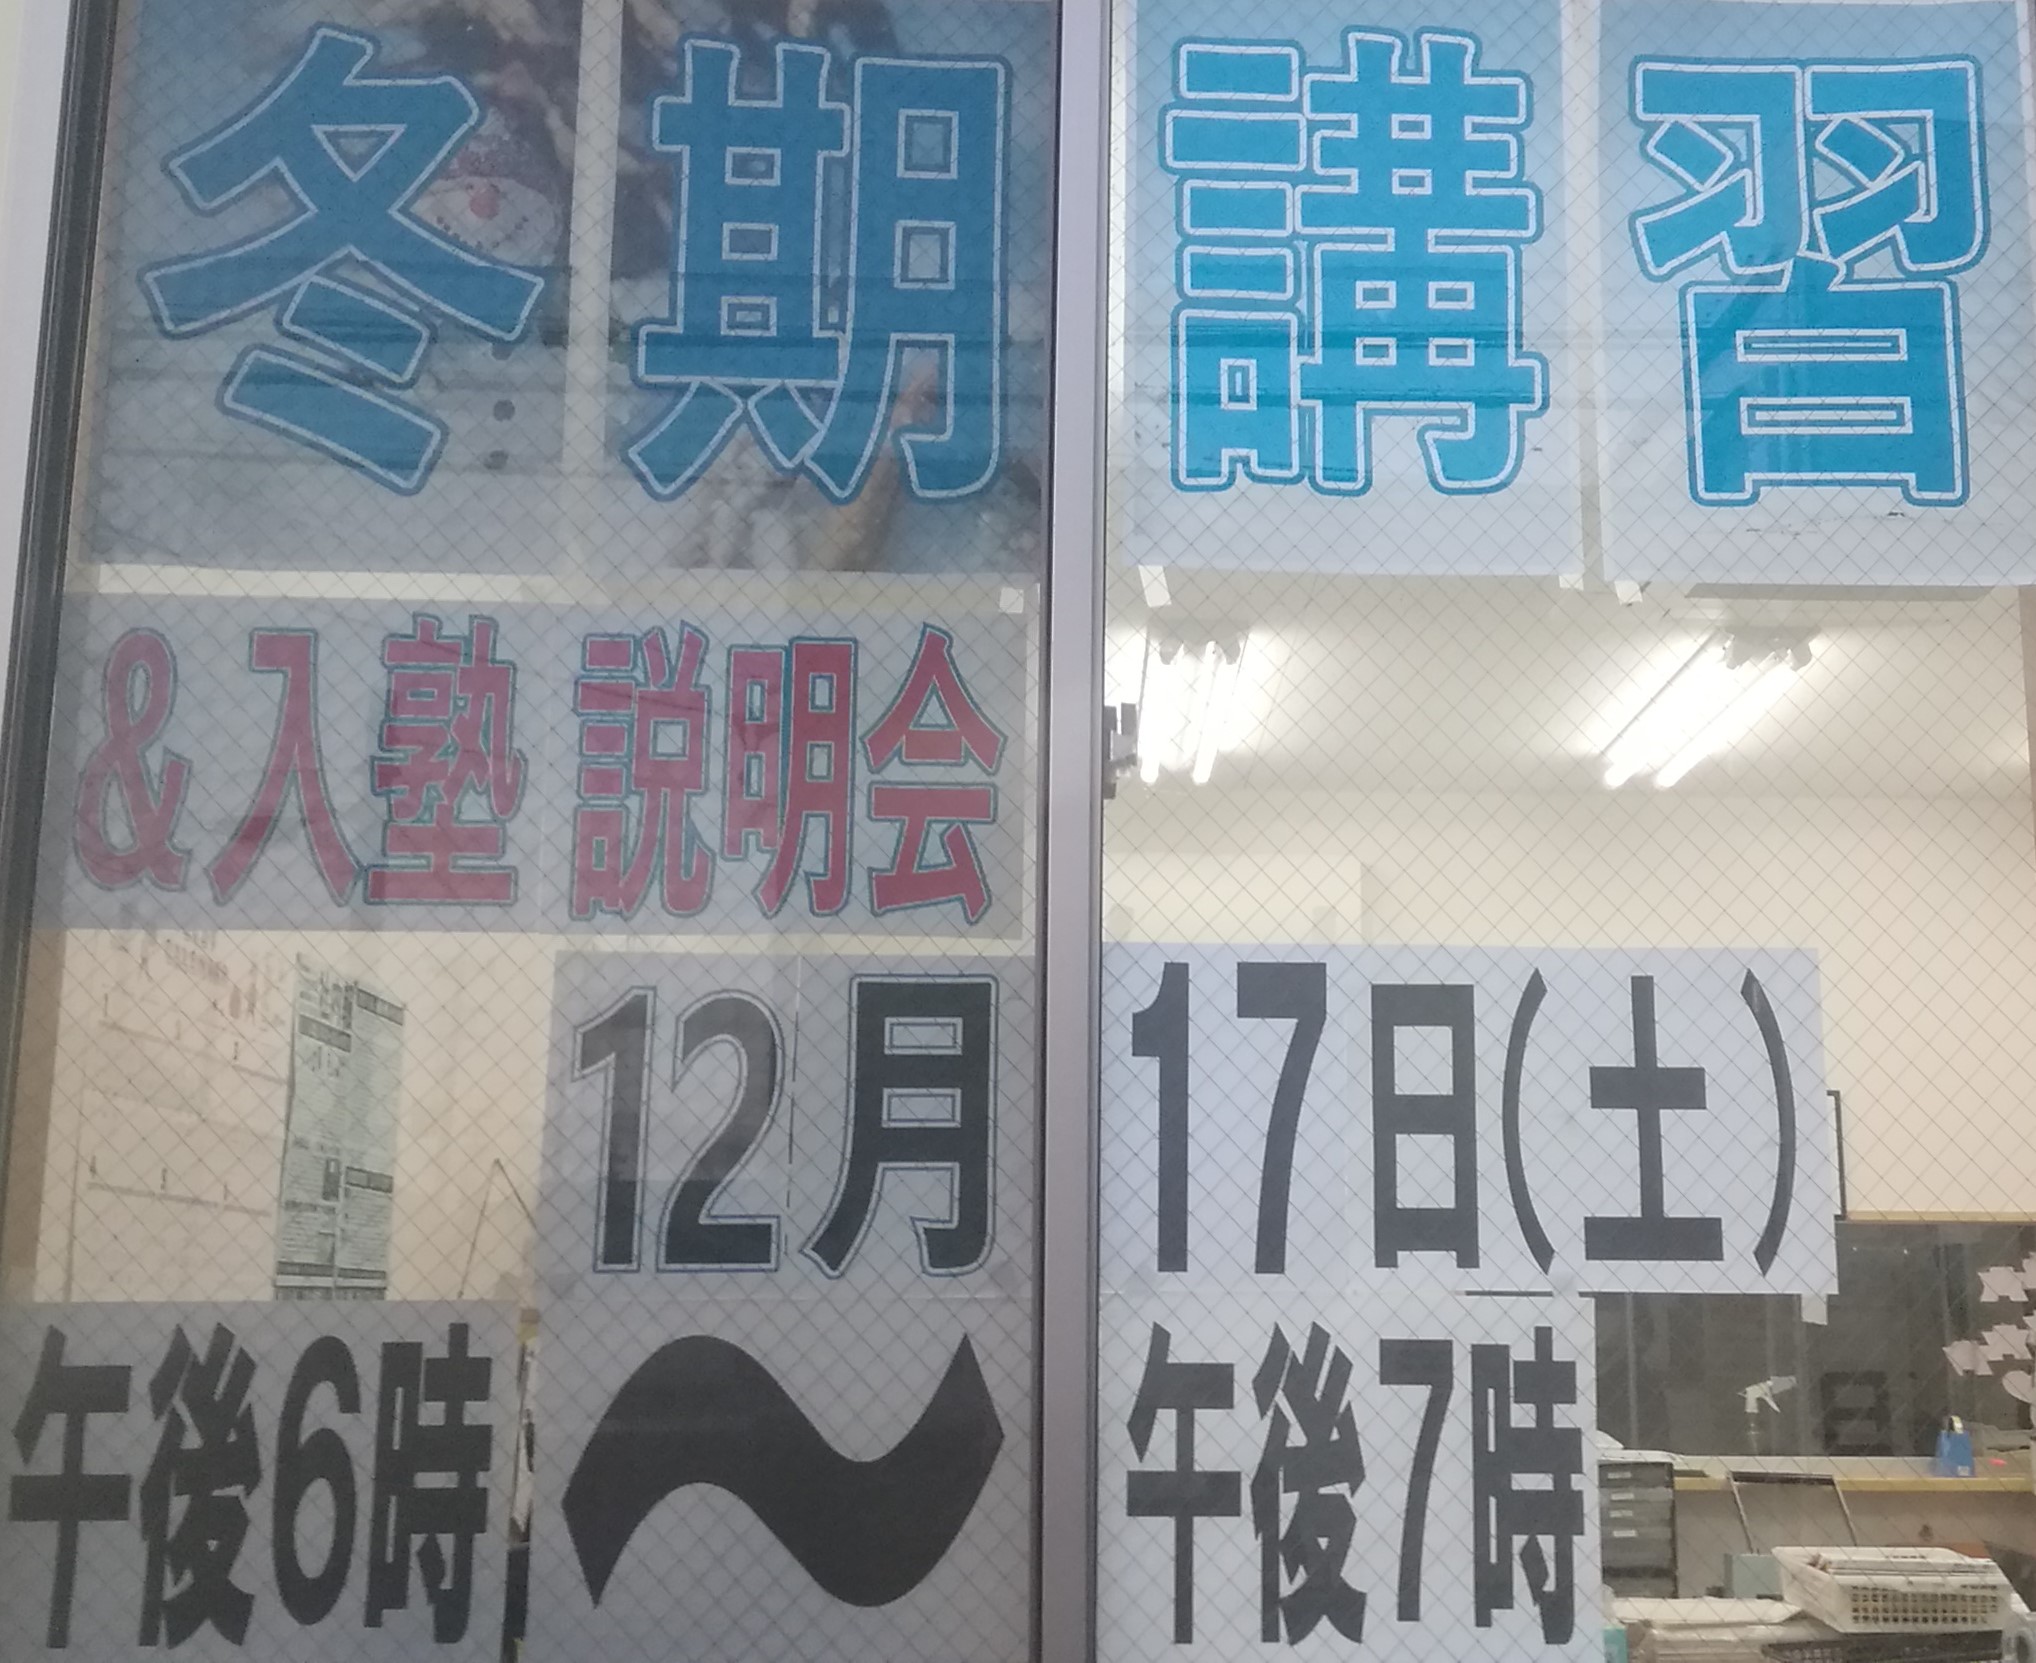 冬期講習
&入塾説明会
12月17日(土)
午後6時～午後7時